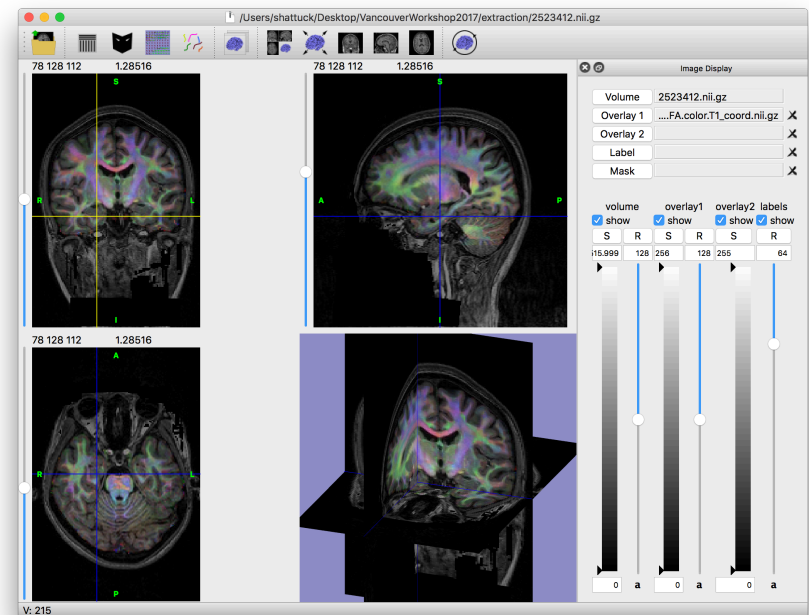 /Users/shattuck/Desktop/VancouverWorkshop2017/extraction/2523412.nii.gz
78 128 112 1.28516
78 128 112 1.28516
Image Display
S
S
R
L
A
P
I
I
Volume 2523412.nii.gz
Overlay 1 ....FA.color.T1_coord.nii.gz
Overlay 2
Label
Mask
volume overlay1 overlay2 labels
show show show show
S R S R S R
515.999 128 256 128 255 64
78 128 112 1.28516
A
R
L
P
0 a 0 a 0 a
V: 215